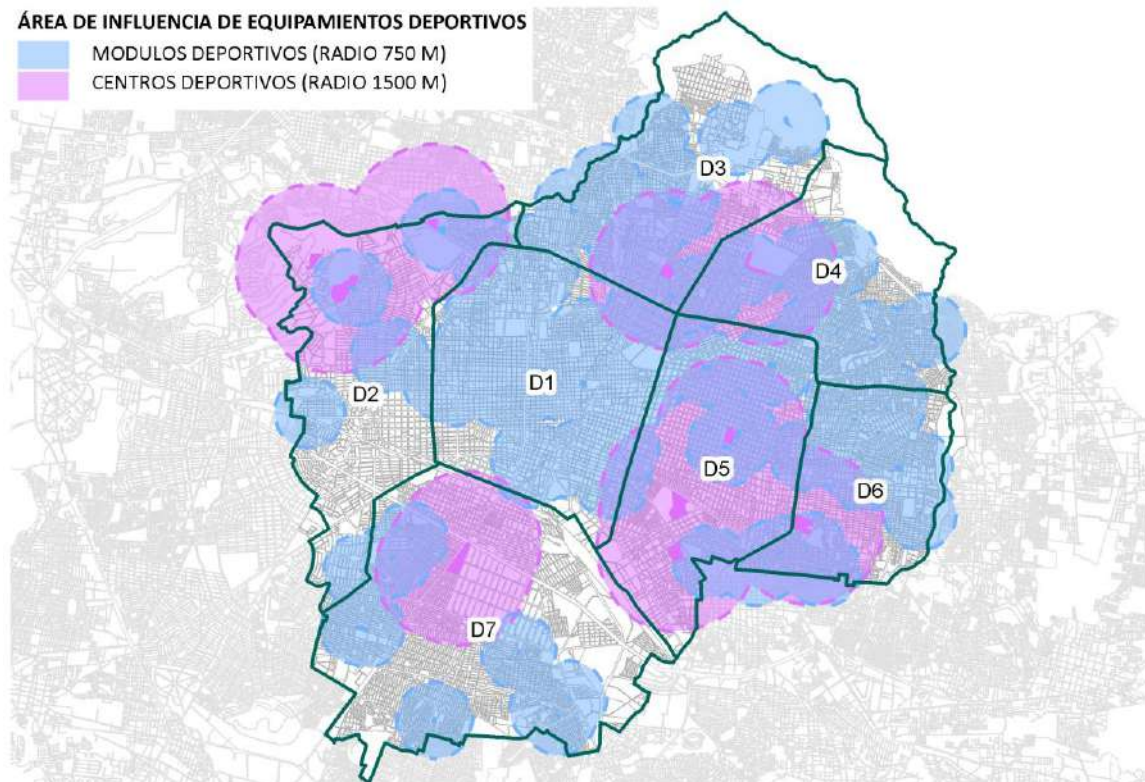 ÁREA DE INFLUENCIA DE EQUIPAMIENTOS DEPORTIVOS
MODULOS DEPORTIVOS (RADIO 750 M)
CENTROS DEPORTIVOS (RADIO 1500 M)
D3
D4
D1
D2
D5
D6
D7